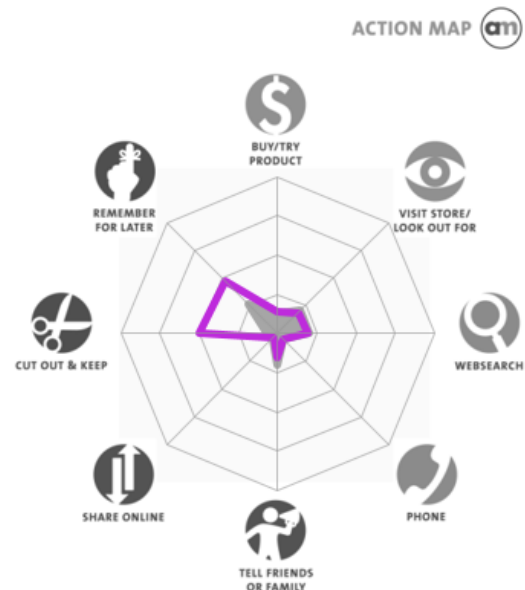 ACTION MAP am
BUY/TRY
PRODUCT
REMEMBER
FOR LATER
VISIT STORE/
LOOK OUT FOR
CUT OUT & KEEP
WEBSEARCH
SHARE ONLINE
PHONE
TELL FRIENDS
OR FAMILY